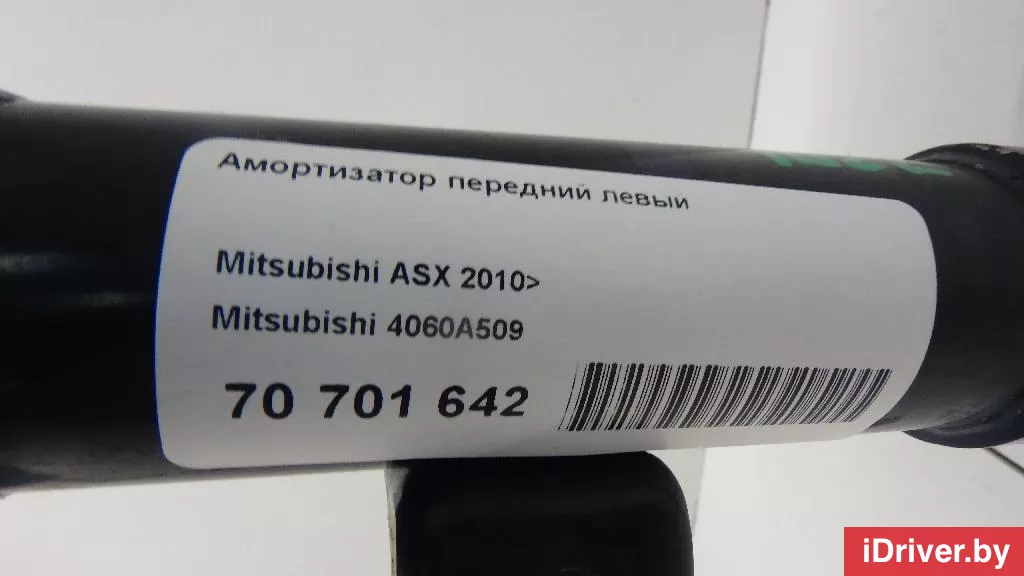 Амортизатор передний левый
Mitsubishi ASX 2010>
Mitsubishi 4060A509
70 701 642
iDriver.by